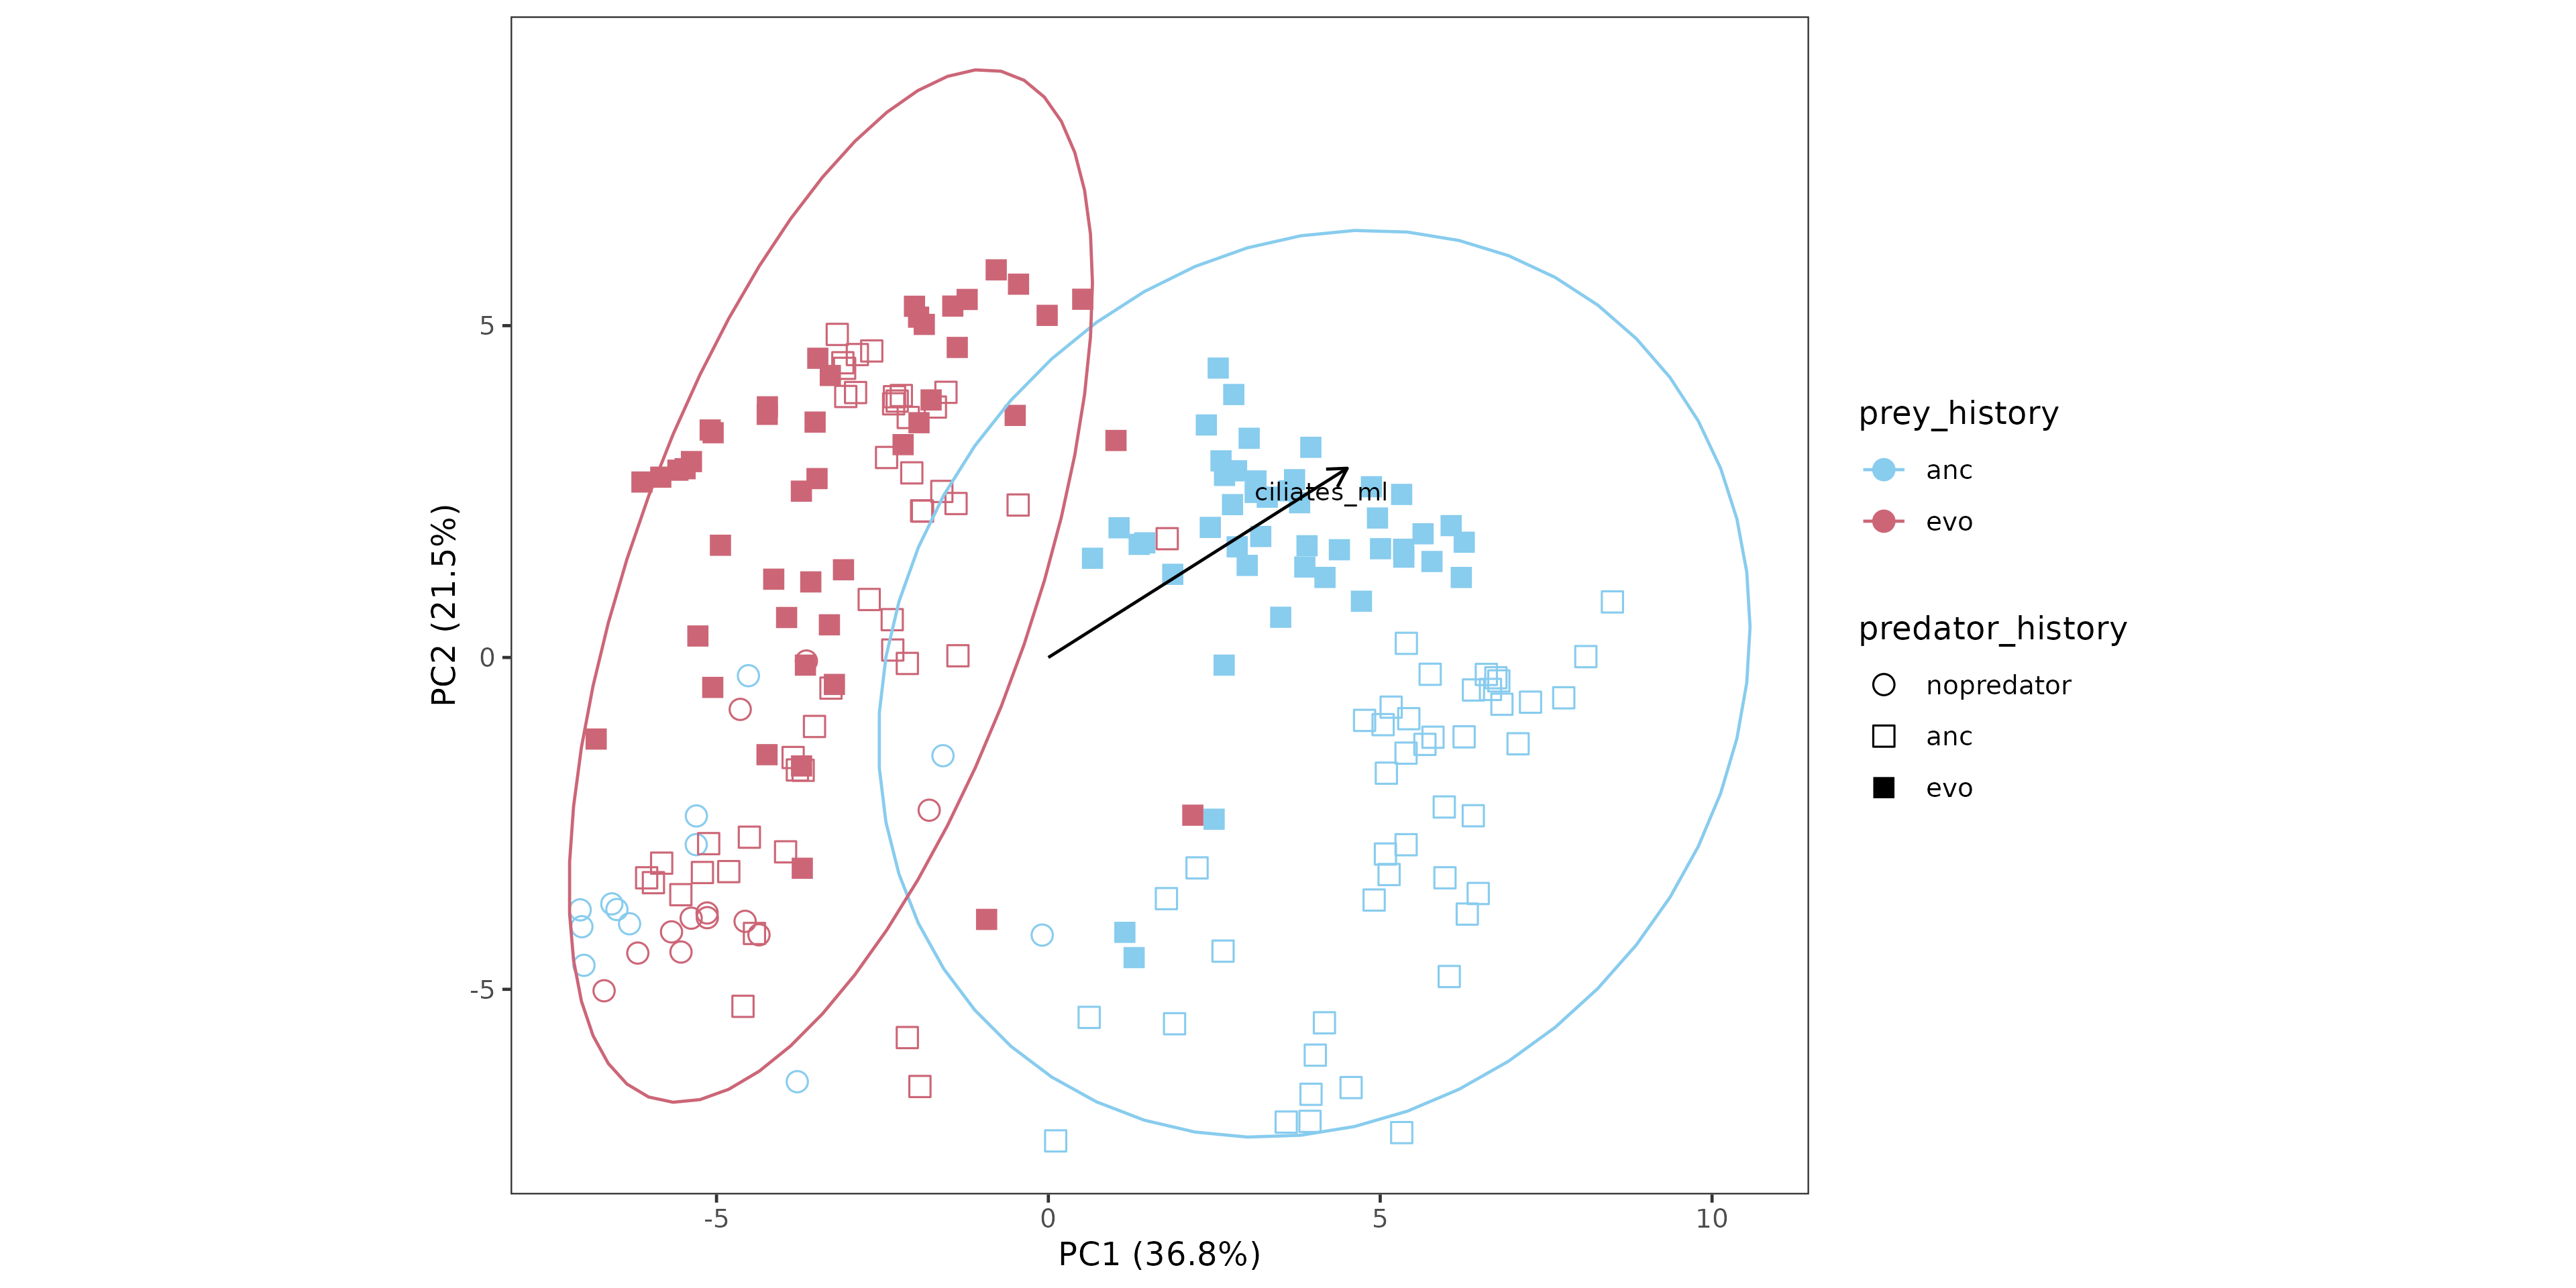 5
0
-5
PC2 (21.5%)
ciliates_ml
-5
0
5
10
PC1 (36.8%)
prey_history
anc
evo
predator_history
nopredator
anc
evo